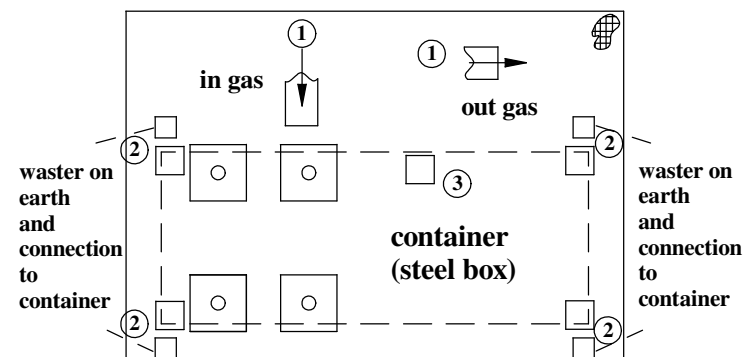 1
1
in gas
out gas
2
2
waster on
earth
and
connection
to
container
3
waster on
earth
and
connection
to
container
container
(steel box)
2
2